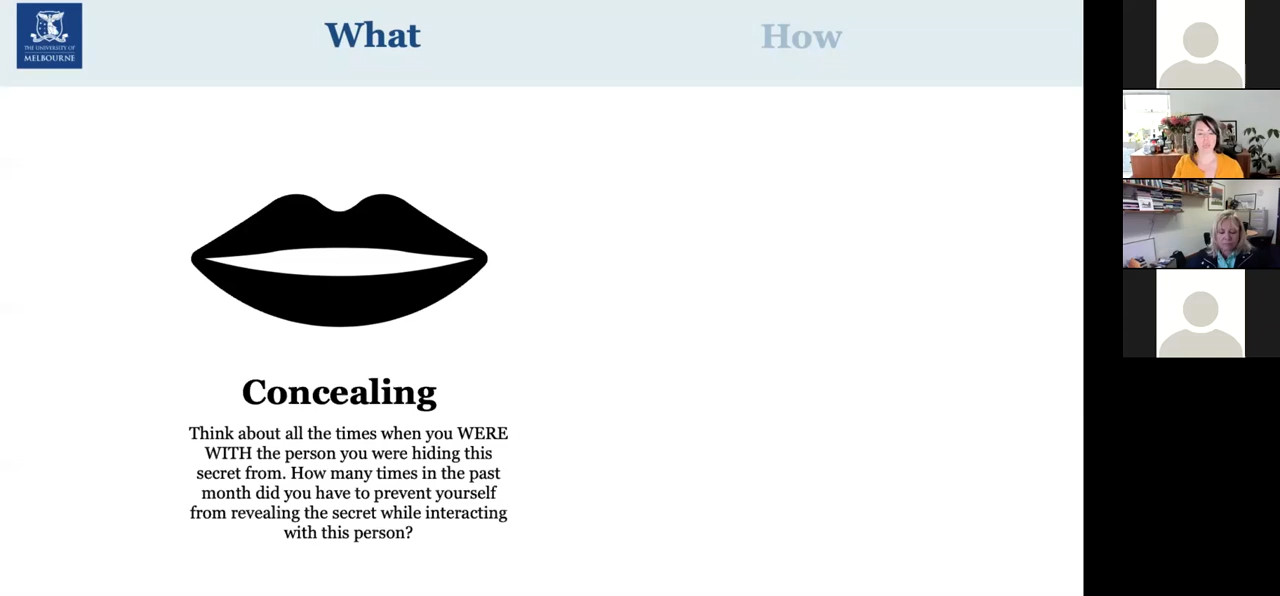 THE UNIVERSITY OF
MELBOURNE
What
How
Concealing
Think about all the times when you WERE
WITH the person you were hiding this
secret from. How many times in the past
month did you have to prevent yourself
from revealing the secret while interacting
with this person?